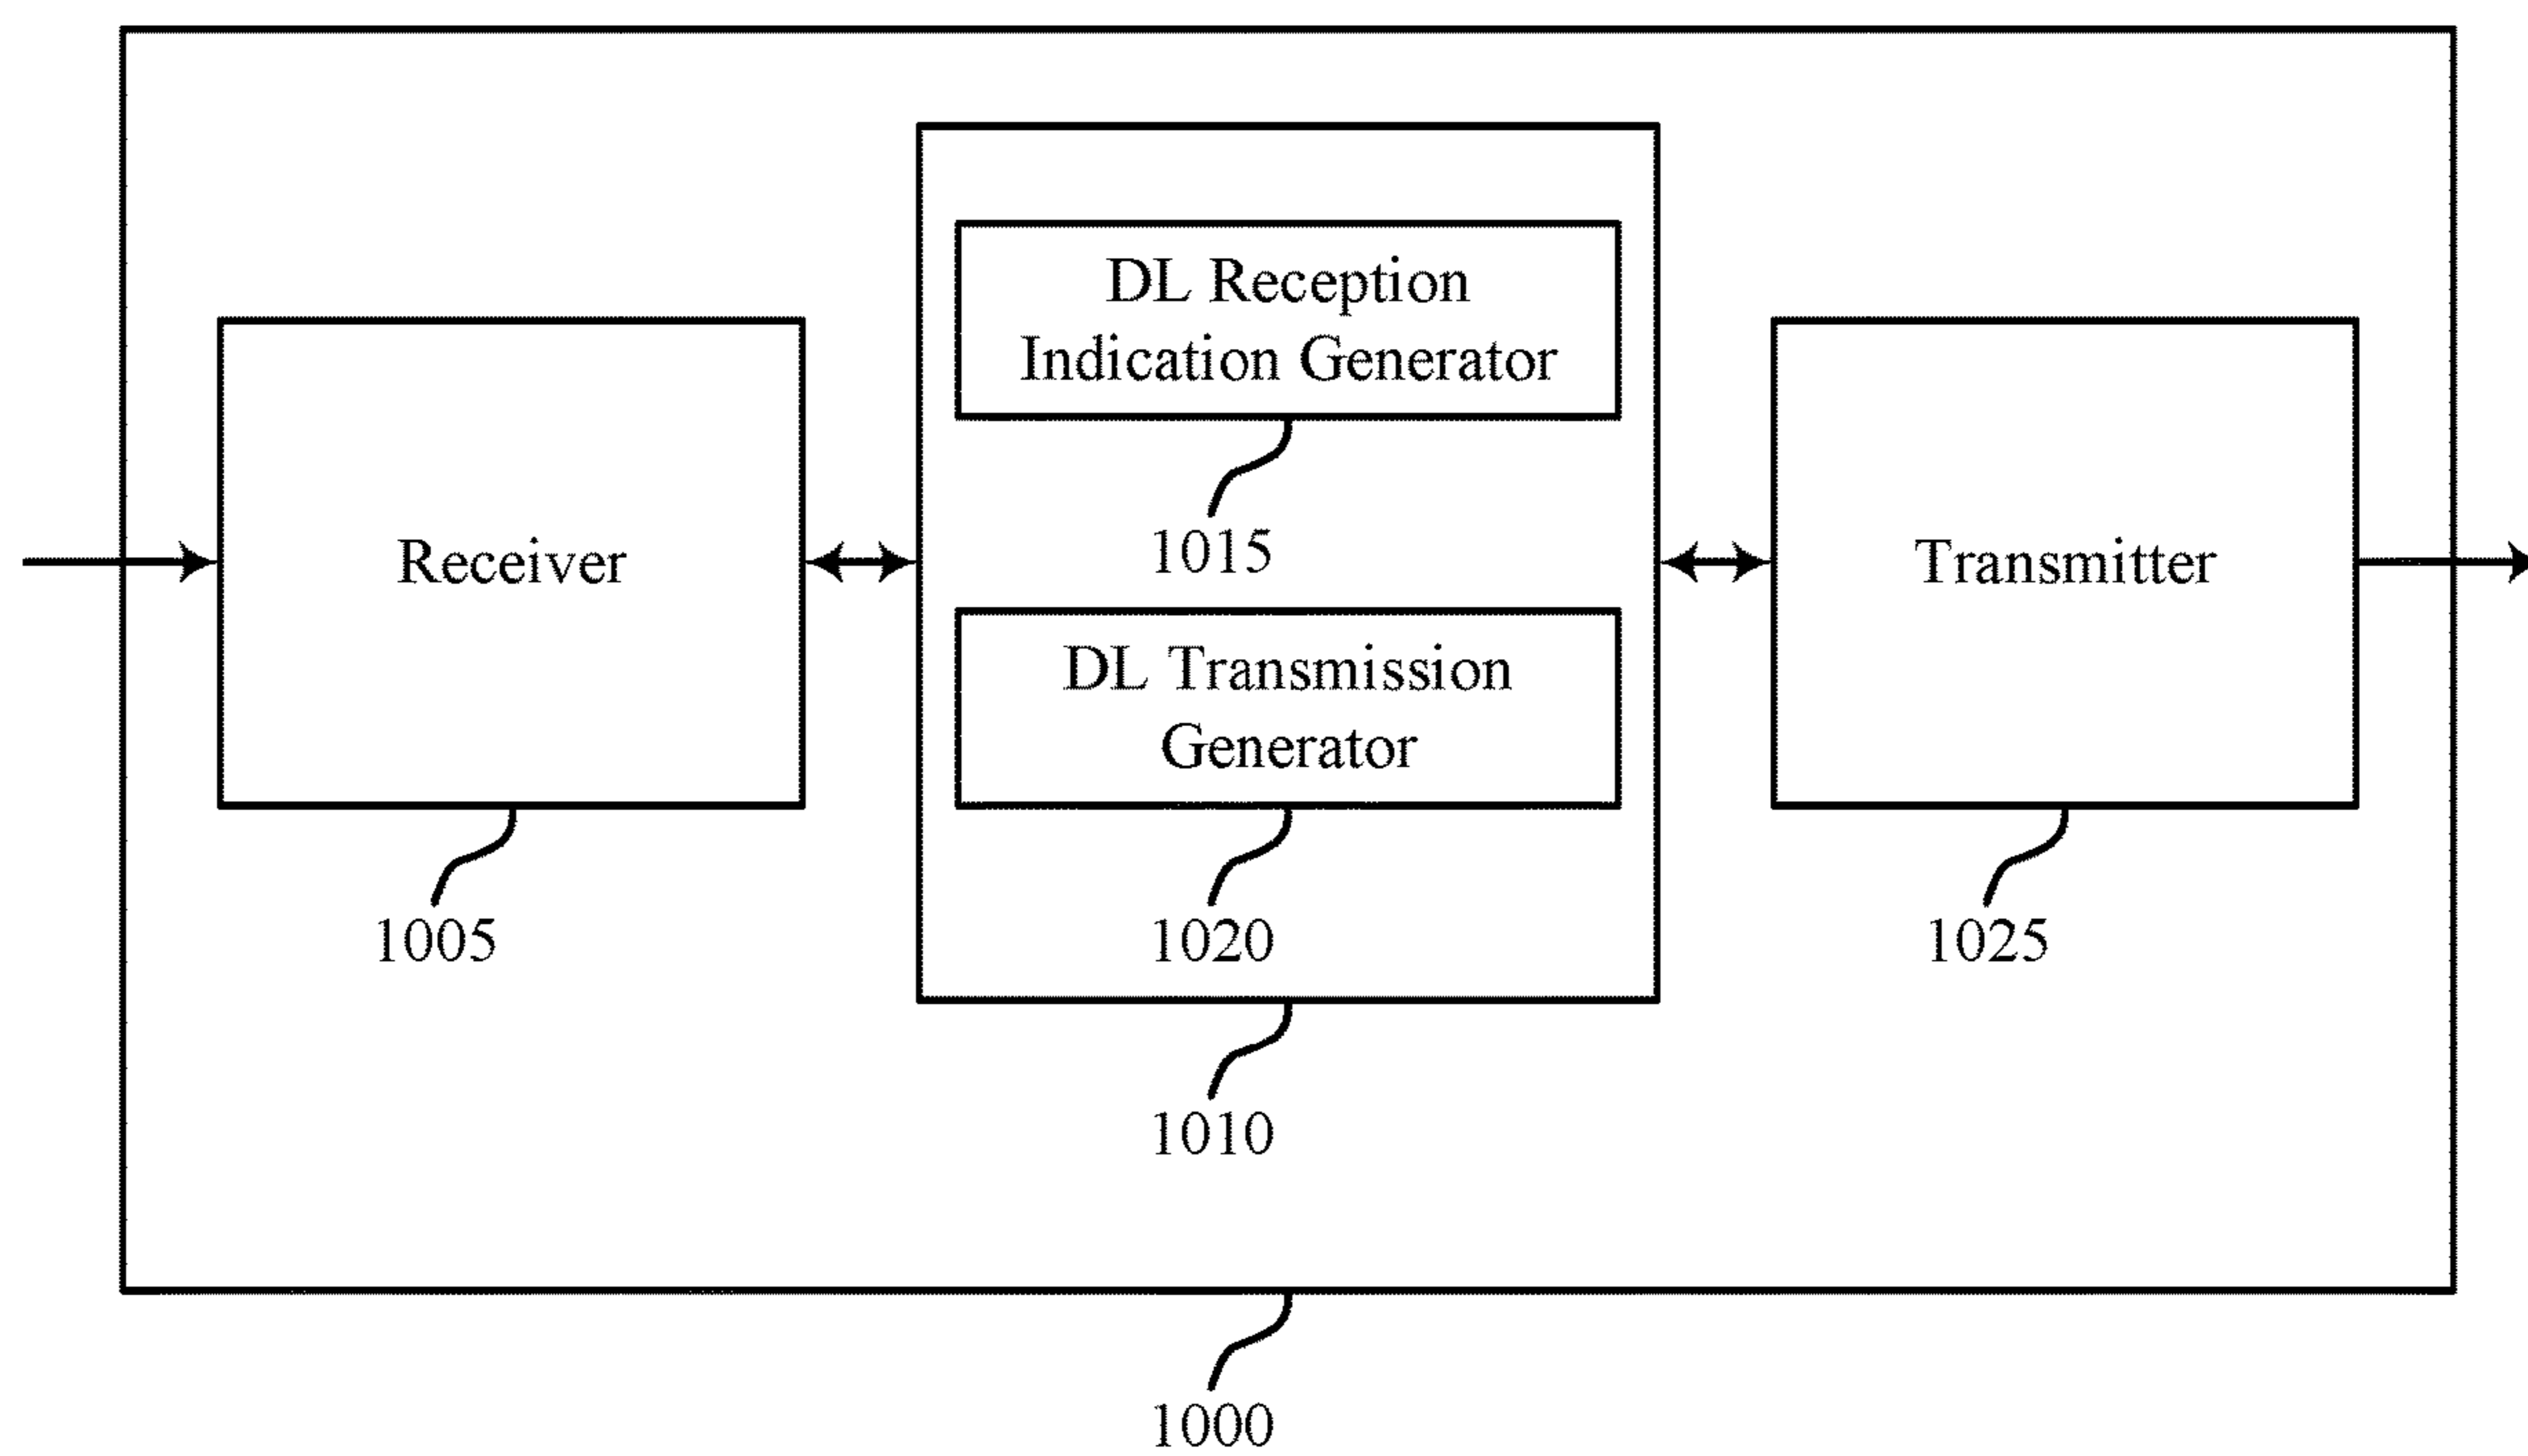 DL Reception
Indication Generator
1015
Receiver
Transmitter
DL Transmission
Generator
1005
1020
1025
1010
1000